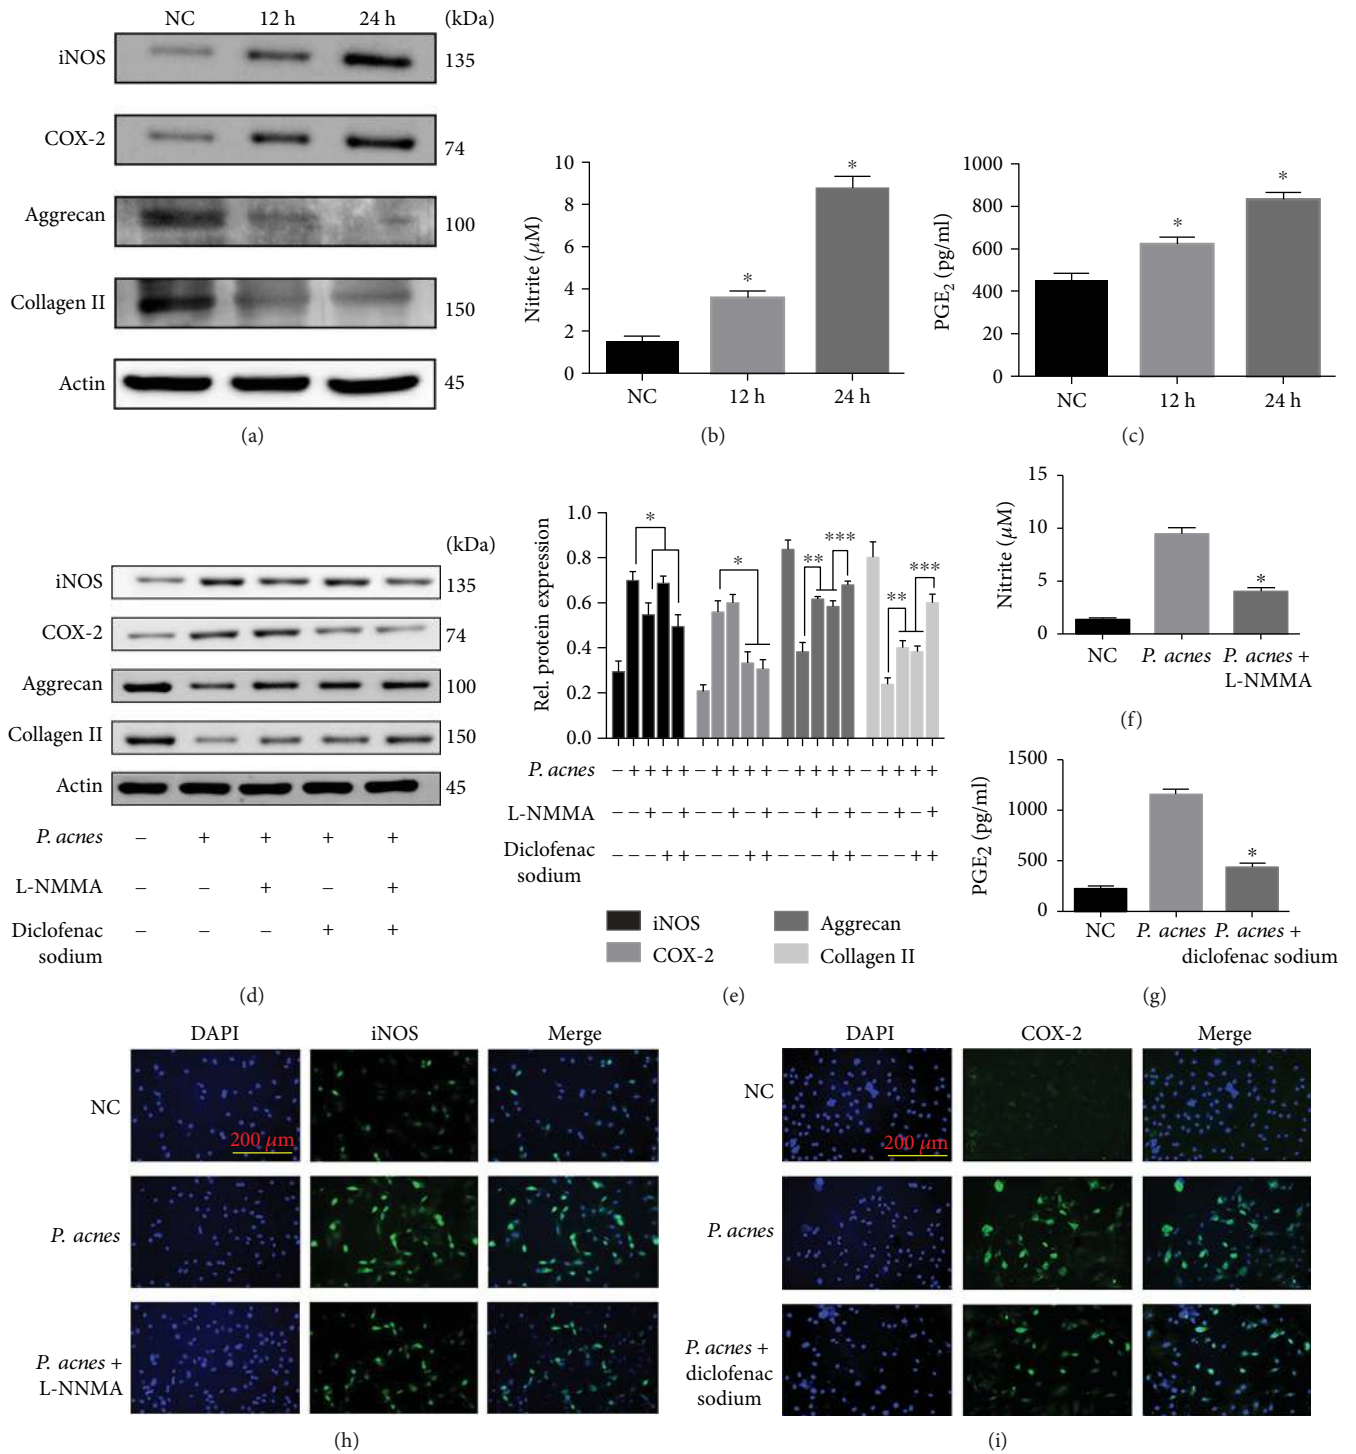 NC 12 h 24 h (kDa)
iNOS 135
COX-2 74
Aggrecan 100
Collagen II 150
Actin 45
(a)
Nitrite (μM)
10
8
6
4
2
0
* *
NC 12 h 24 h
(b)
PGE2 (pg/ml)
1000
800
600
400
20
000
* *
NC 12 h 24 h
(c)
(kDa)
iNOS 135
COX-2 74
Aggrecan 100
Collagen II 150
Actin 45
P. acnes – + + + +
L-NMMA – – + – +
Diclofenac
sodium – – – + +
(d)
Rel. protein expression
1.0
0.8
0.6
0.4
0.2
0.0
* * ** *** ** ***
P. acnes – + + + + – + + + + – + + + + – + + + +
L-NMMA – – + – + – – + – + – – + – + – – + – +
Diclofenac
sodium – – – + + – – – + + – – – + + – – – + +
iNOS Aggrecan
COX-2 Collagen II
(e)
Nitrite (μM)
15
10
5
0
*
NC P. acnes P. acnes +
L-NMMA
(f)
PGE2 (pg/ml)
1500
1000
500
0
*
NC P. acnes P. acnes +
diclofenac sodium
(g)
DAPI iNOS Merge
NC
200 μm
P. acnes
P. acnes +
L-NNMA
(h)
DAPI COX-2 Merge
NC
200 μm
P. acnes
P. acnes +
diclofenac
sodium
(i)